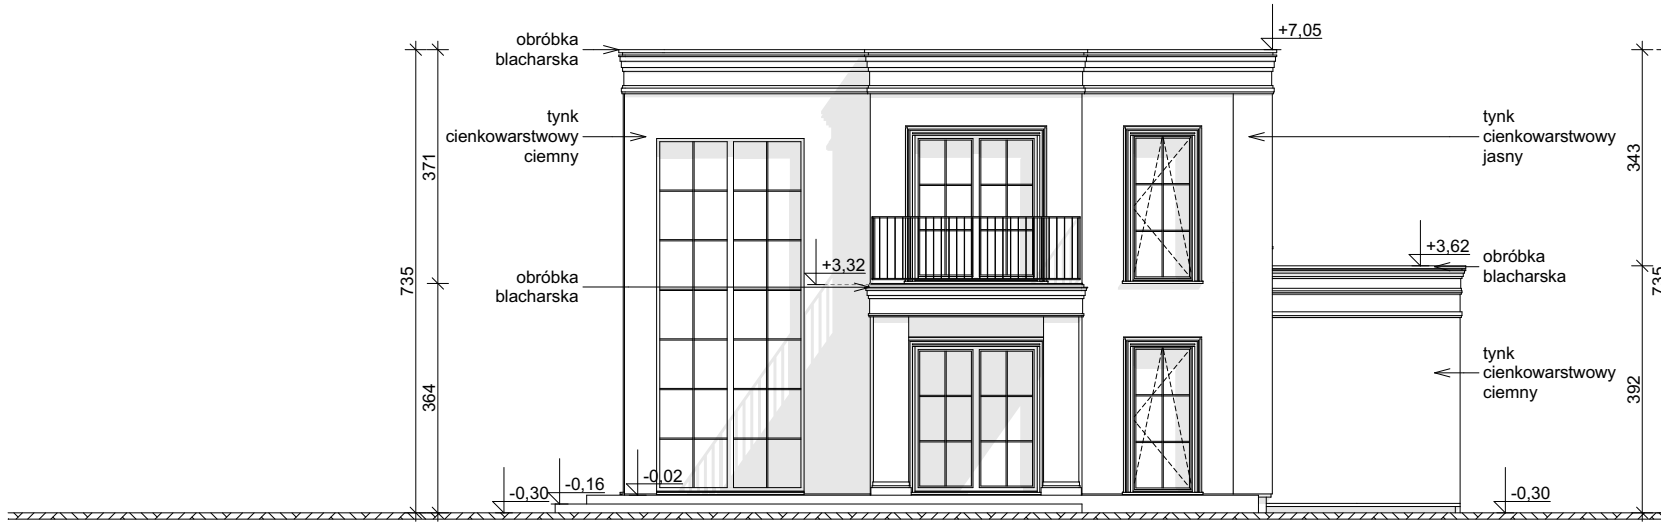 obróbka
blacharska
+7,05
tynk
cienkowarstwowy
ciemny
tynk
cienkowarstwowy
jasny
371
343
+3,62
+3,32
obróbka
blacharska
obróbka
blacharska
735
735
tynk
cienkowarstwowy
ciemny
364
392
-0,02
-0,16
-0,30
-0,30